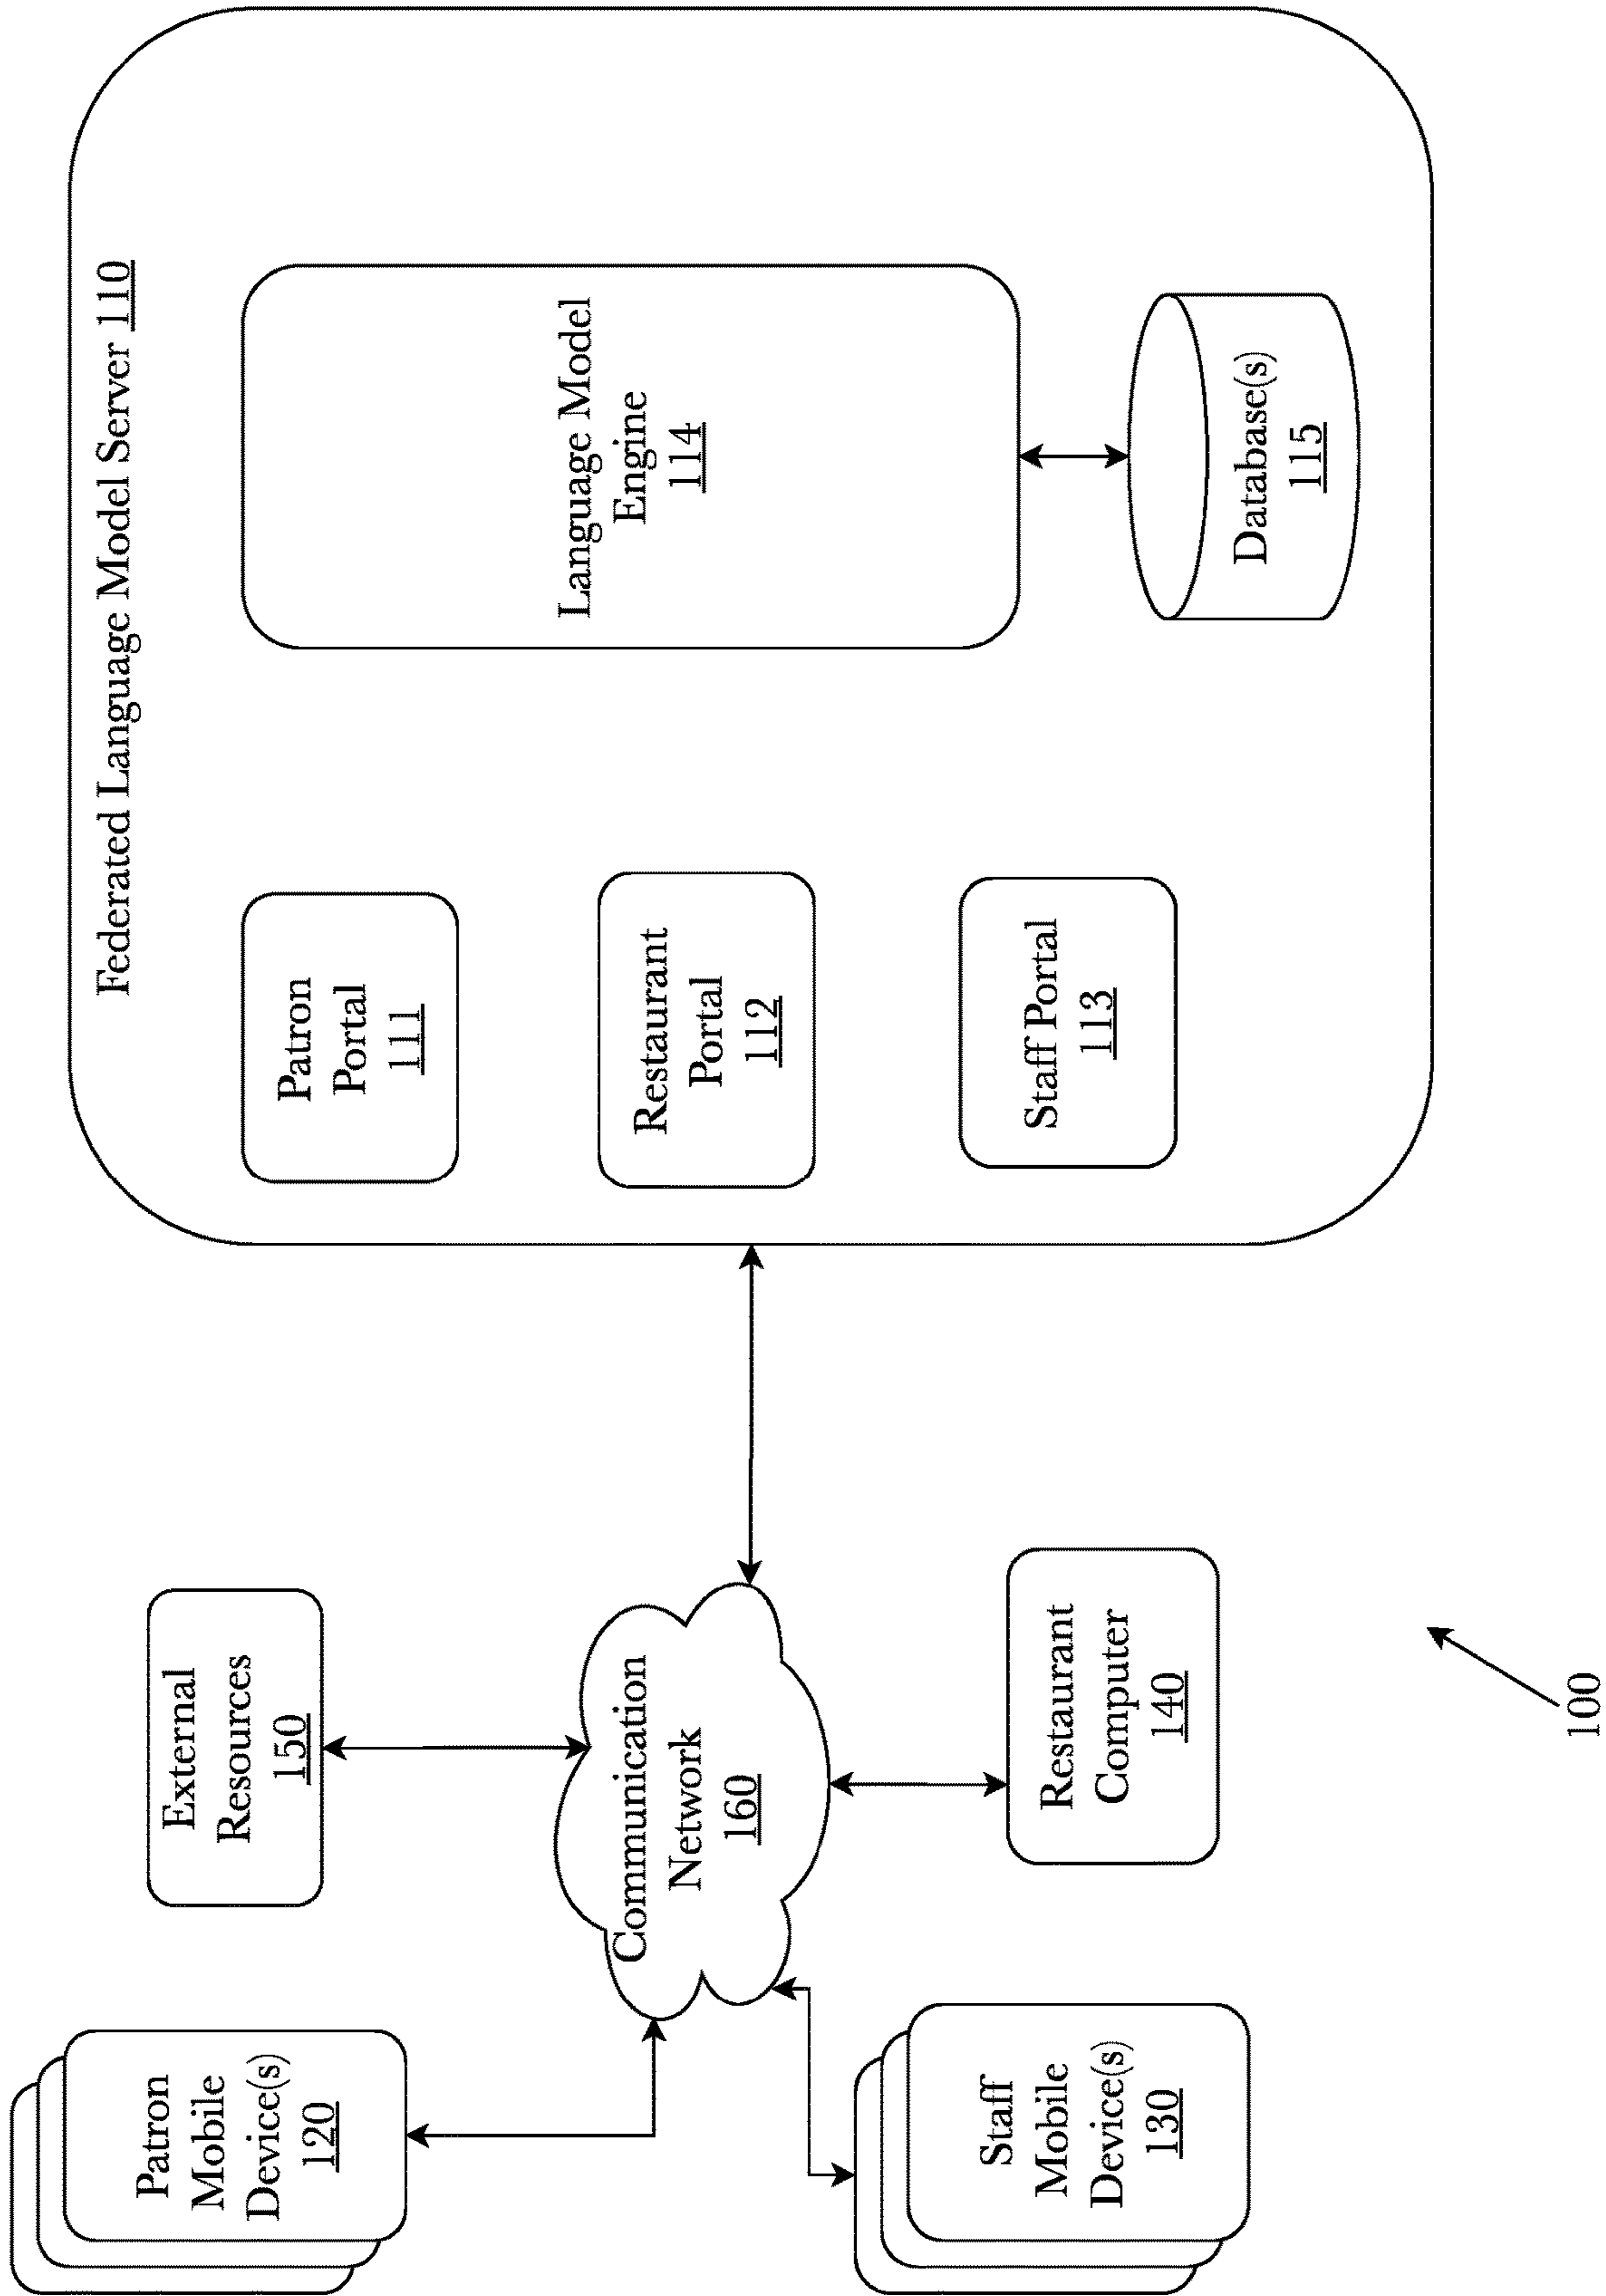 Federated Language Model Server 110
Patron
Portal
111
Restaurant
Portal
112
Staff Portal
113
Language Model
Engine
114
Database(s)
115
Patron
Mobile
Device(s)
120
External
Resources
150
Communication
Network
160
Staff
Mobile
Device(s)
130
Restaurant
Computer
140
100